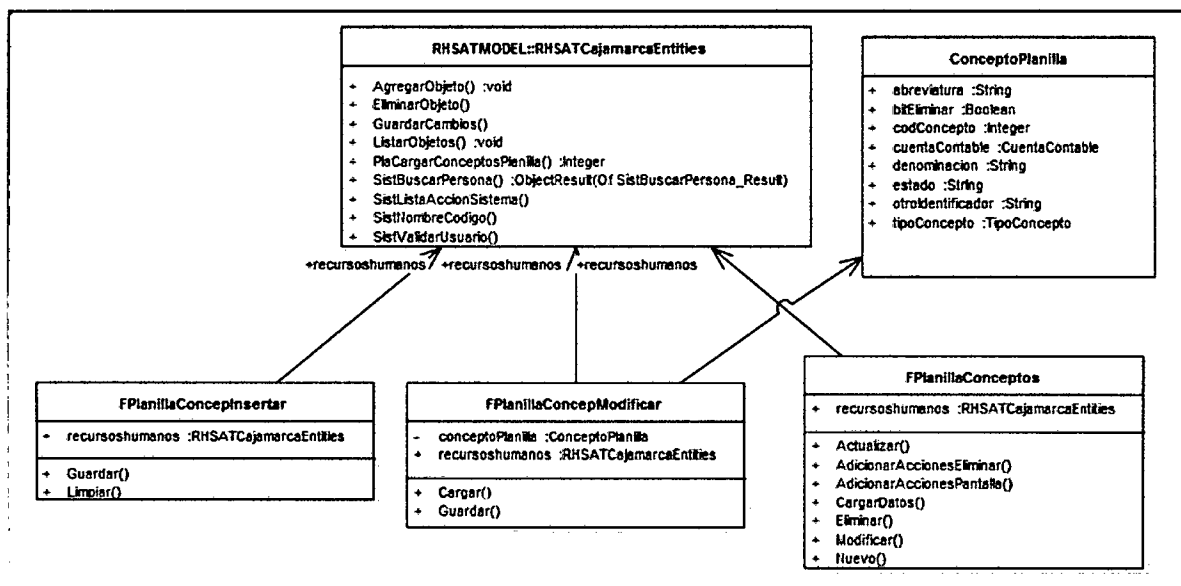 RHSATMODEL::RHSATCajamarcaEntities
+ AgregarObjeto() :void
+ EliminarObjeto()
+ GuardarCambios()
+ ListarObjetos() :void
+ PlaCargarConceptosPlanilla() :Integer
+ SistBuscarPersona() :ObjectResult(Of SistBuscarPersona_Result)
+ SistListaAccionSistema()
+ SistNombreCodigo()
+ SistValidarUsuario()
ConceptoPlanilla
+ abreviatura :String
+ bitEliminar :Boolean
+ codConcepto :Integer
+ cuentaContable :CuentaContable
+ denominacion :String
+ estado :String
+ otroIdentificador :String
+ tipoConcepto :TipoConcepto
+recursoshumanos +recursoshumanos +recursoshumanos
FPlanillaConcepInsertar
+ recursoshumanos :RHSATCajamarcaEntities
+ Guardar()
+ Limpiar()
FPlanillaConcepModificar
- conceptoPlanilla :ConceptoPlanilla
+ recursoshumanos :RHSATCajamarcaEntities
+ Cargar()
+ Guardar()
FPlanillaConceptos
+ recursoshumanos :RHSATCajamarcaEntities
+ Actualizar()
+ AdicionarAccionesEliminar()
+ AdicionarAccionesPantalla()
+ CargarDatos()
+ Eliminar()
+ Modificar()
+ Nuevo()